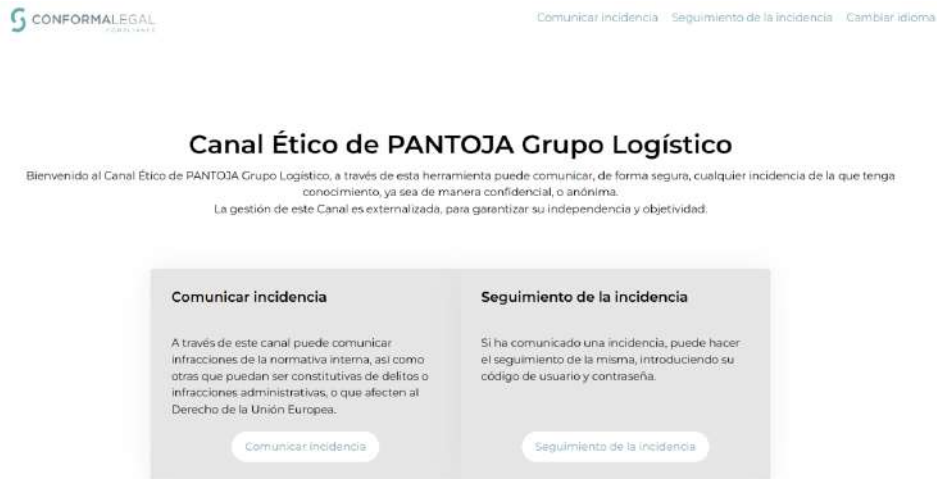 CONFORMALEGAL
COMPLIANCE
Comunicar incidencia Seguimiento de la incidencia Cambiar idioma
Canal Ético de PANTOJA Grupo Logístico
Bienvenido al Canal Ético de PANTOJA Grupo Logístico, a través de esta herramienta puede comunicar, de forma segura, cualquier incidencia de la que tenga
conocimiento, ya sea de manera confidencial, o anónima.
La gestión de este Canal es externalizada, para garantizar su independencia y objetividad.
Comunicar incidencia
A través de este canal puede comunicar
infracciones de la normativa interna, así como
otras que puedan ser constitutivas de delitos o
infracciones administrativas, o que afecten al
Derecho de la Unión Europea.
Comunicar incidencia
Seguimiento de la incidencia
Si ha comunicado una incidencia, puede hacer
el seguimiento de la misma, introduciendo su
código de usuario y contraseña.
Seguimiento de la incidencia